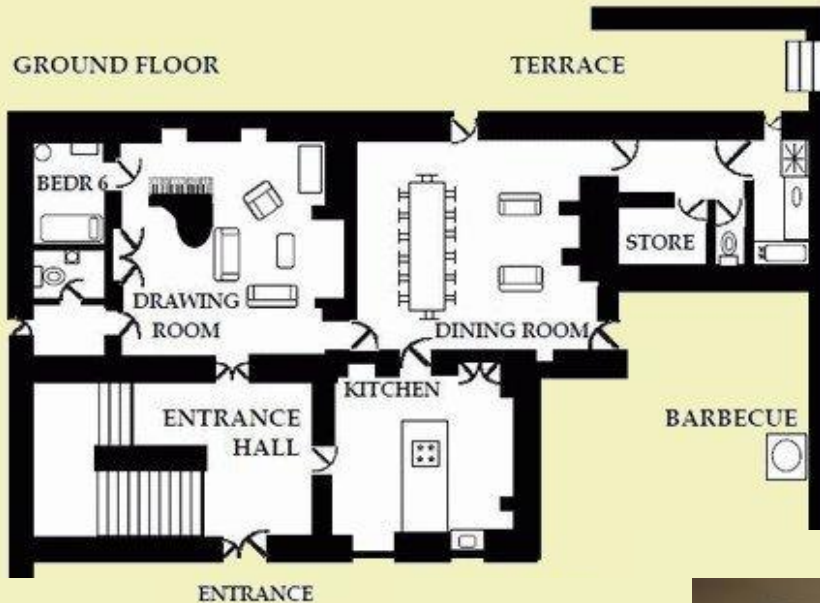 GROUND FLOOR
TERRACE
BEDR 6
STORE
DRAWING
ROOM
DINING ROOM
KITCHEN
ENTRANCE
HALL
BARBECUE
ENTRANCE